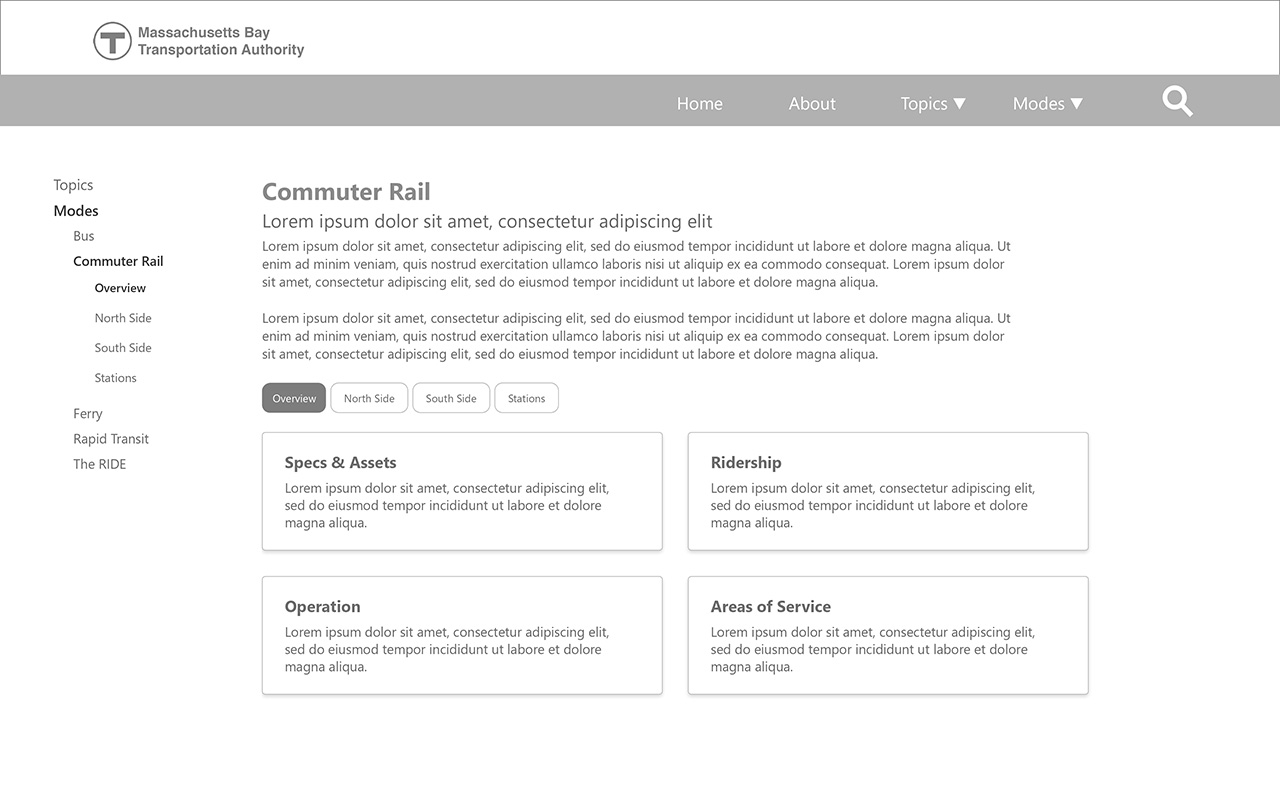 T
Massachusetts Bay
Transportation Authority
Home About Topics ▼ Modes ▼
Topics
Modes
Bus
Commuter Rail
Overview
North Side
South Side
Stations
Ferry
Rapid Transit
The RIDE
Commuter Rail
Lorem ipsum dolor sit amet, consectetur adipiscing elit
Lorem ipsum dolor sit amet, consectetur adipiscing elit, sed do eiusmod tempor incididunt ut labore et dolore magna aliqua. Ut
enim ad minim veniam, quis nostrud exercitation ullamco laboris nisi ut aliquip ex ea commodo consequat. Lorem ipsum dolor
sit amet, consectetur adipiscing elit, sed do eiusmod tempor incididunt ut labore et dolore magna aliqua.
Lorem ipsum dolor sit amet, consectetur adipiscing elit, sed do eiusmod tempor incididunt ut labore et dolore magna aliqua. Ut
enim ad minim veniam, quis nostrud exercitation ullamco laboris nisi ut aliquip ex ea commodo consequat. Lorem ipsum dolor
sit amet, consectetur adipiscing elit, sed do eiusmod tempor incididunt ut labore et dolore magna aliqua.
Overview North Side South Side Stations
Specs & Assets
Lorem ipsum dolor sit amet, consectetur adipiscing elit,
sed do eiusmod tempor incididunt ut labore et dolore
magna aliqua.
Ridership
Lorem ipsum dolor sit amet, consectetur adipiscing elit,
sed do eiusmod tempor incididunt ut labore et dolore
magna aliqua.
Operation
Lorem ipsum dolor sit amet, consectetur adipiscing elit,
sed do eiusmod tempor incididunt ut labore et dolore
magna aliqua.
Areas of Service
Lorem ipsum dolor sit amet, consectetur adipiscing elit,
sed do eiusmod tempor incididunt ut labore et dolore
magna aliqua.